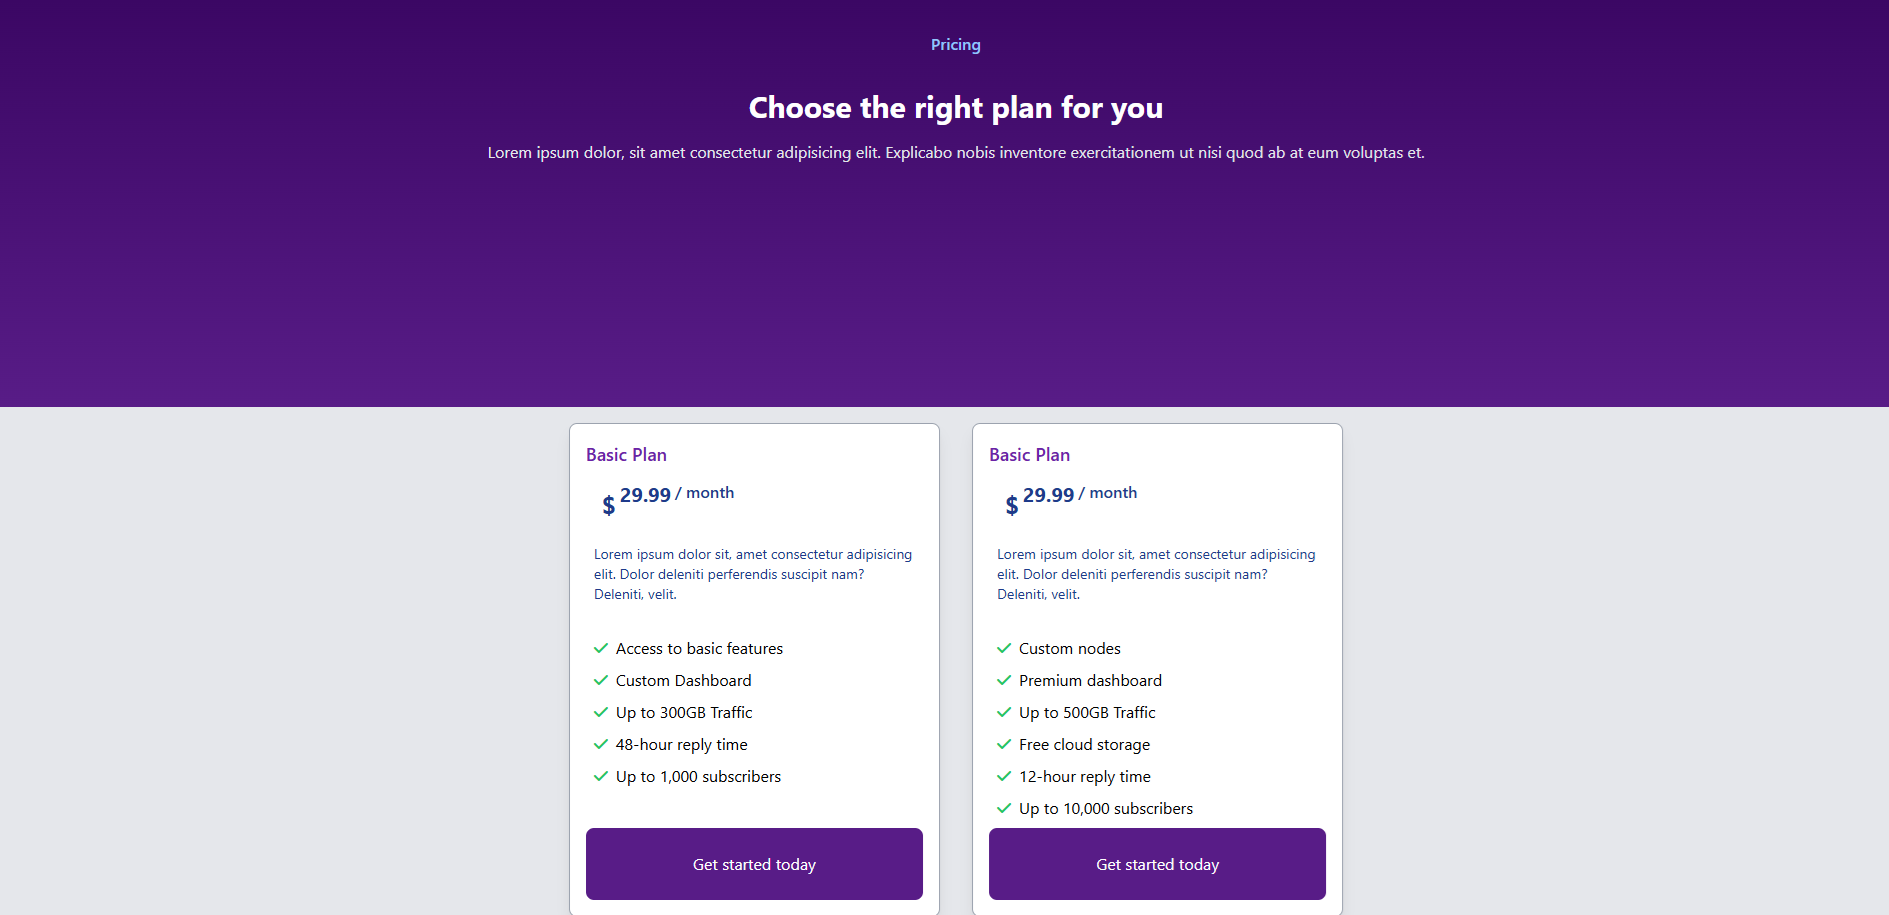 Pricing
Choose the right plan for you
Lorem ipsum dolor, sit amet consectetur adipisicing elit. Explicabo nobis inventore exercitationem ut nisi quod ab at eum voluptas et.
Basic Plan
$ 29.99 / month
Lorem ipsum dolor sit, amet consectetur adipisicing
elit. Dolor deleniti perferendis suscipit nam?
Deleniti, velit.
Access to basic features
Custom Dashboard
Up to 300GB Traffic
48-hour reply time
Up to 1,000 subscribers
Get started today
Basic Plan
$ 29.99 / month
Lorem ipsum dolor sit, amet consectetur adipisicing
elit. Dolor deleniti perferendis suscipit nam?
Deleniti, velit.
Custom nodes
Premium dashboard
Up to 500GB Traffic
Free cloud storage
12-hour reply time
Up to 10,000 subscribers
Get started today